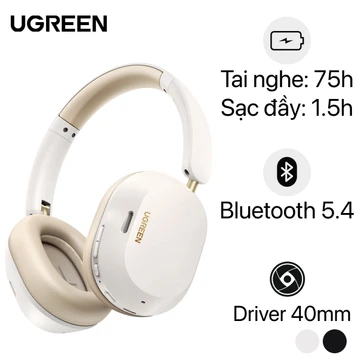 UGREEN
Tai nghe: 75h
Sạc đầy: 1.5h
UGREEN
Bluetooth 5.4
Driver 40mm